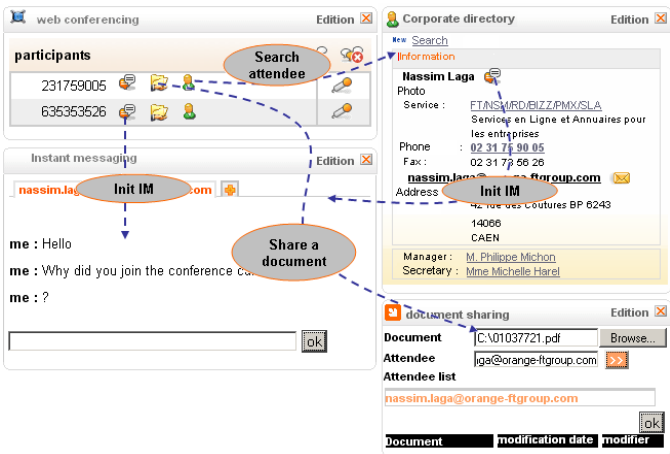 web conferencing Edition
participants
231759005
635353526
Search
attendee
Instant messaging Edition
nassim.lag com
Init IM
me : Hello
me : Why did you join the conference
me : ?
ok
Share a
document
Corporate directory Edition
New Search
Information
Nassim Laga
Photo
Service : FT/NSM/RD/BIZZ/PMX/SLA
Services en Ligne et Annuaires pour
les entreprises
Phone : 02 31 75 90 05
Fax : 02 31 73 56 26
nassim.laga ftgroup.com
Init IM
Address
42 rue des Coutures BP 6243
14066
CAEN
Manager : M. Philippe Michon
Secretary : Mme Michelle Harel
document sharing Edition
Document C:\01037721.pdf Browse...
Attendee iga@orange-ftgroup.com >>
Attendee list
nassim.laga@orange-ftgroup.com
ok
Document modification date modifier